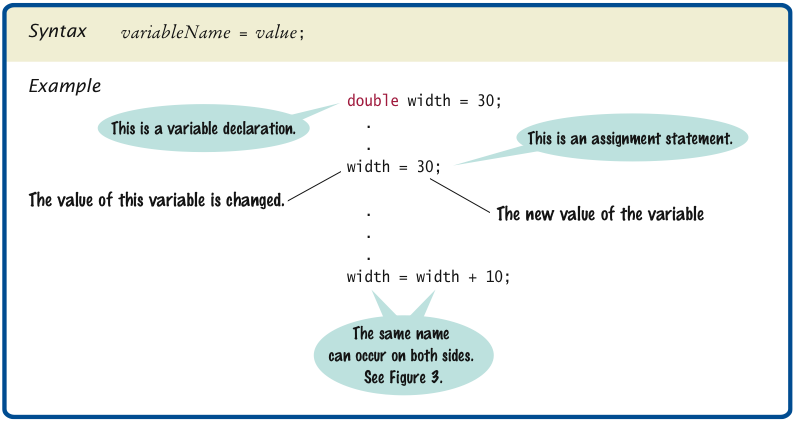 Syntax variableName = value;
Example
double width = 30;
This is a variable declaration.
.
.
This is an assignment statement.
width = 30;
The value of this variable is changed.
The new value of the variable
.
.
.
width = width + 10;
The same name
can occur on both sides.
See Figure 3.